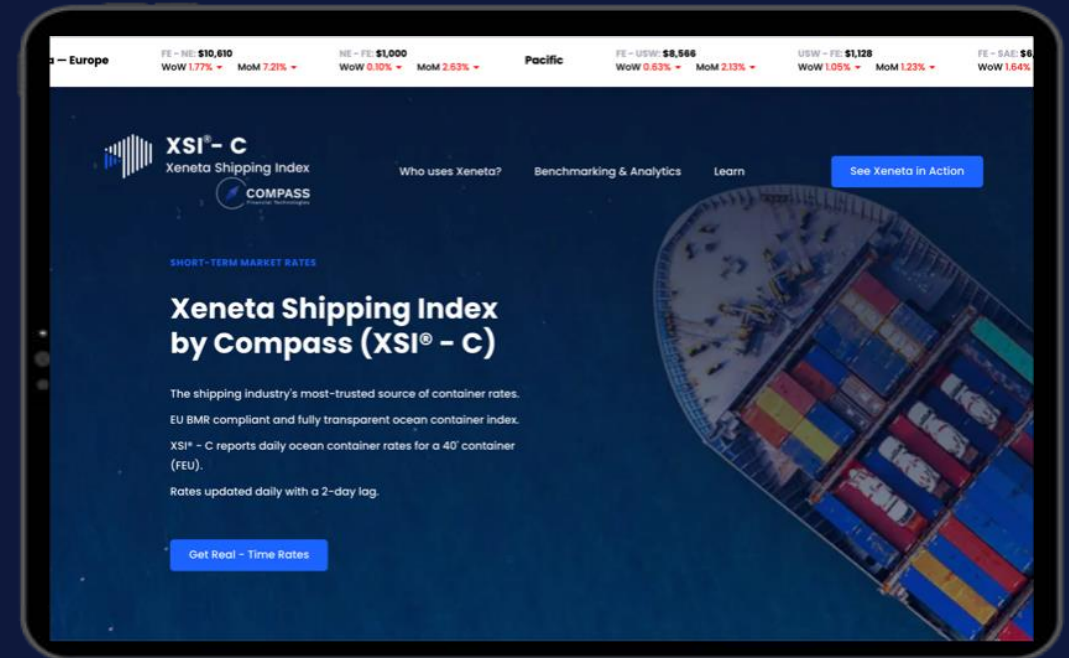 — Europe
FE – NE: $10,610
WoW 1.77% MoM 7.21%
NE – FE: $1,000
WoW 0.10% MoM 2.63%
Pacific
FE – USW: $8,566
WoW 0.63% MoM 2.13%
USW – FE: $1,128
WoW 1.05% MoM 1.23%
FE – SAE:
WoW 1.64%
XSI® - C
Xeneta Shipping Index
COMPASS
Financial Technologies
Who uses Xeneta?
Benchmarking & Analytics
Learn
See Xeneta in Action
SHORT-TERM MARKET RATES
Xeneta Shipping Index
by Compass (XSI® – C)
The shipping industry's most-trusted source of container rates.
EU BMR compliant and fully transparent ocean container index.
XSI® - C reports daily ocean container rates for a 40' container
(FEU).
Rates updated daily with a 2-day lag.
Get Real - Time Rates